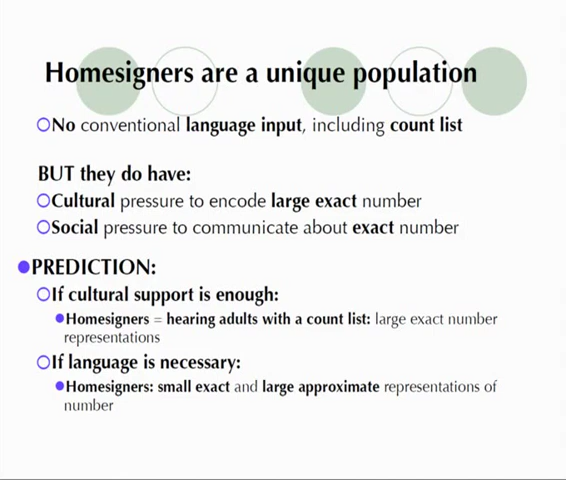 Homesigners are a unique population
No conventional language input, including count list
BUT they do have:
Cultural pressure to encode large exact number
Social pressure to communicate about exact number
PREDICTION:
If cultural support is enough:
Homesigners = hearing adults with a count list: large exact number
representations
If language is necessary:
Homesigners: small exact and large approximate representations of
number